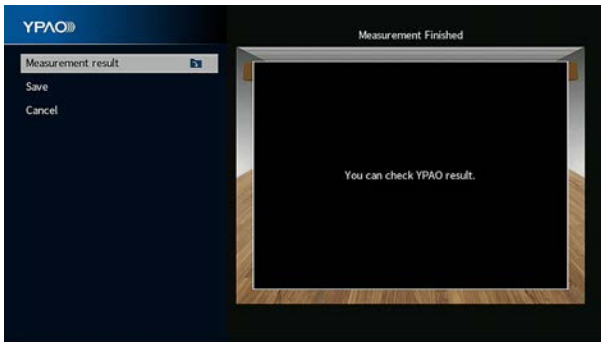 YPAO
Measurement Finished
Measurement result
Save
Cancel
You can check YPAO result.